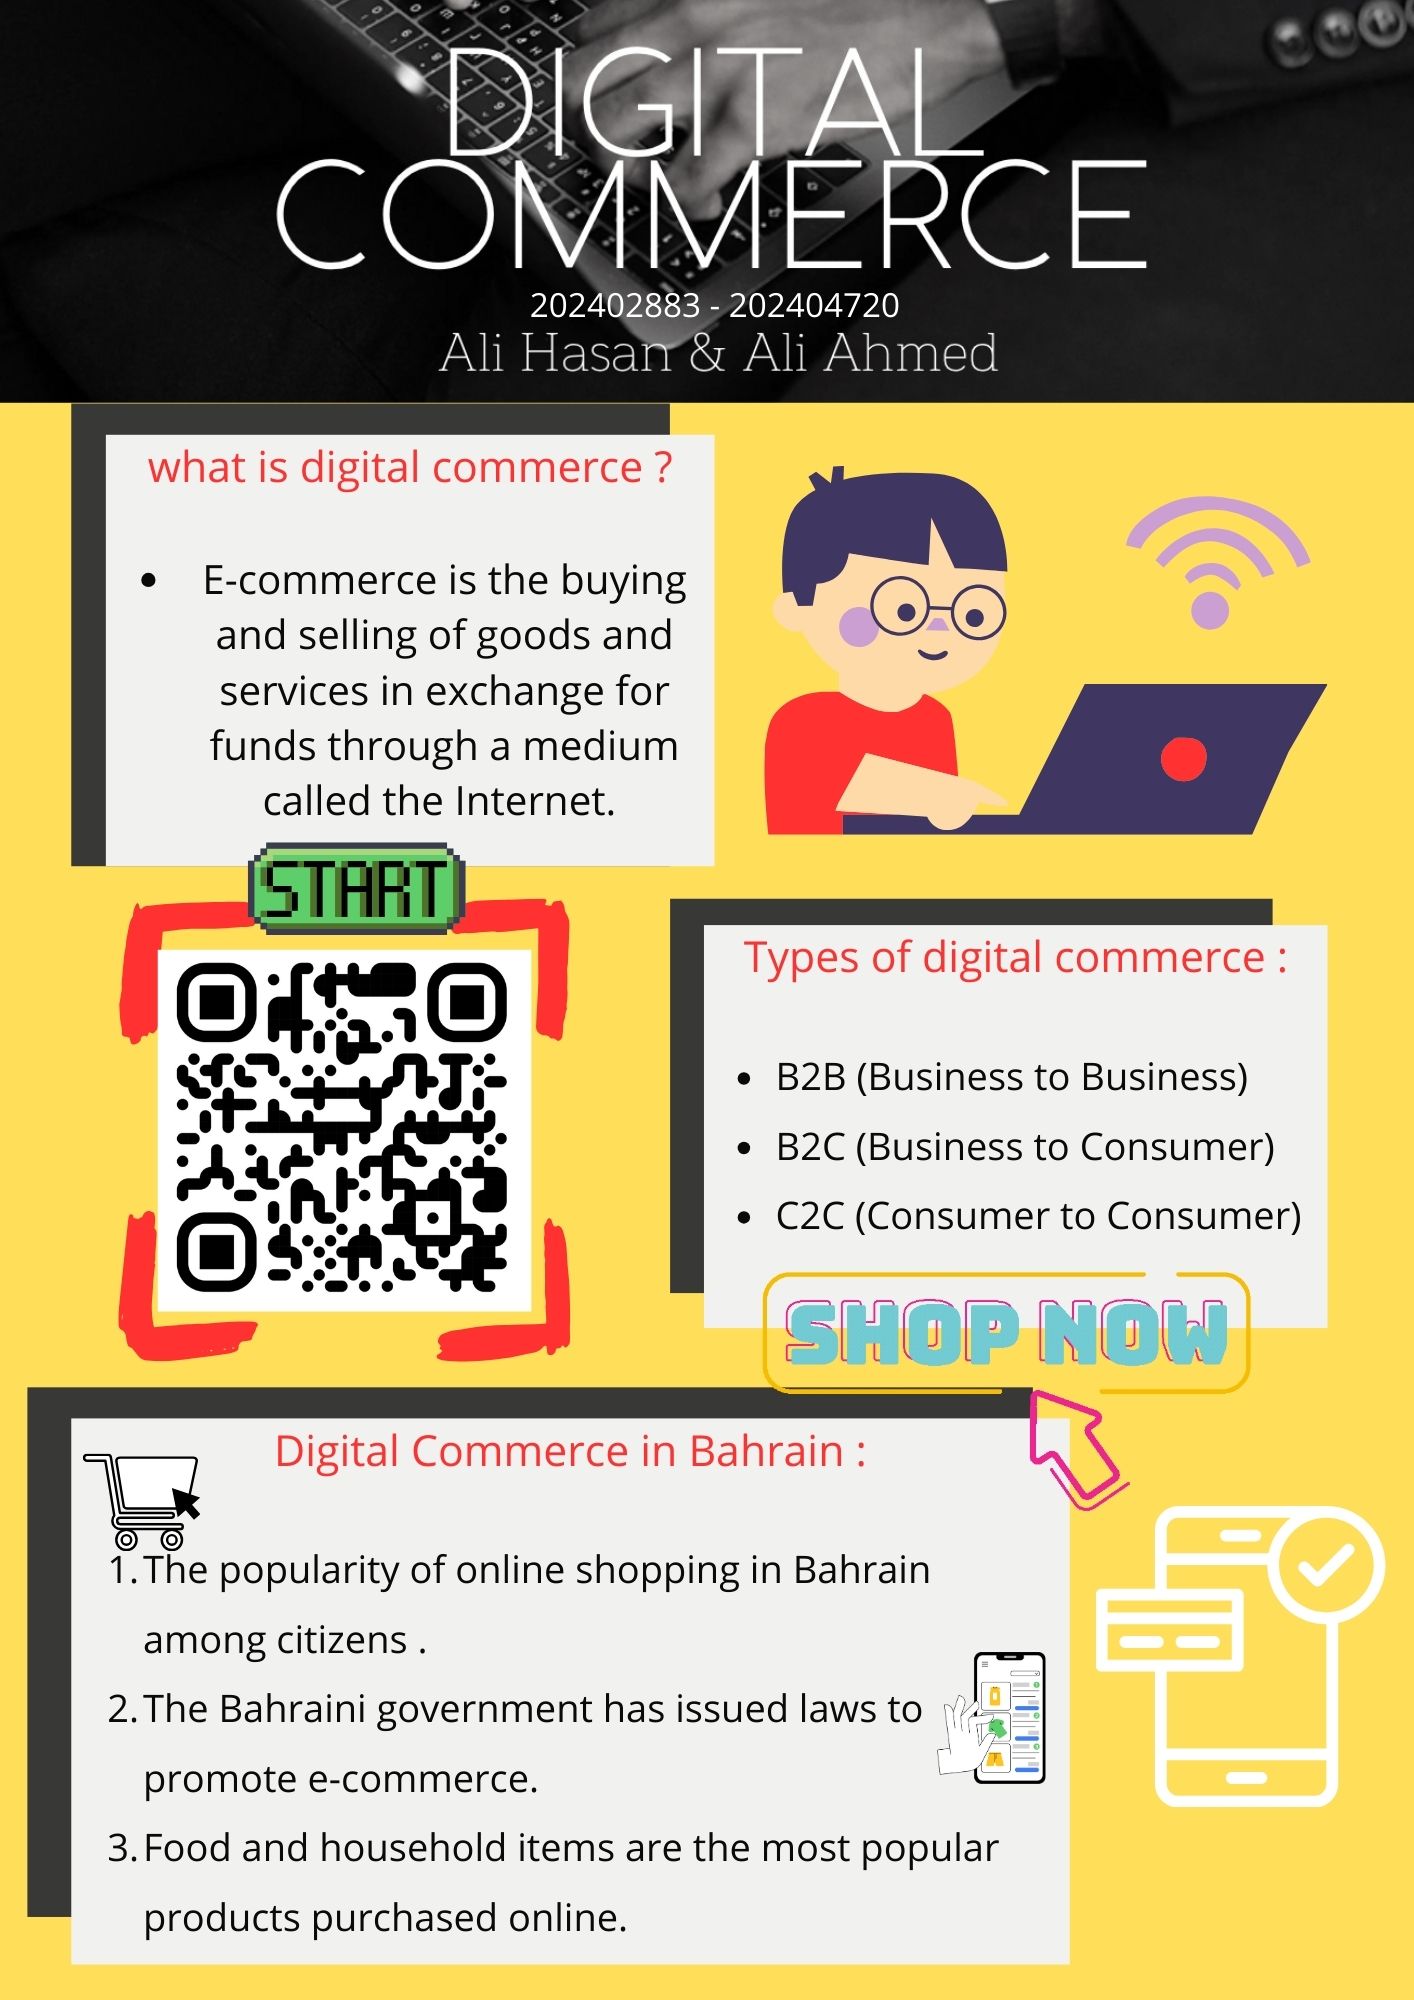 DIGITAL
COMMERCE
202402883 - 202404720
Ali Hasan & Ali Ahmed
what is digital commerce ?
• E-commerce is the buying
and selling of goods and
services in exchange for
funds through a medium
called the Internet.
START
Types of digital commerce :
• B2B (Business to Business)
• B2C (Business to Consumer)
• C2C (Consumer to Consumer)
SHOP NOW
Digital Commerce in Bahrain :
1. The popularity of online shopping in Bahrain
among citizens .
2. The Bahraini government has issued laws to
promote e-commerce.
3. Food and household items are the most popular
products purchased online.